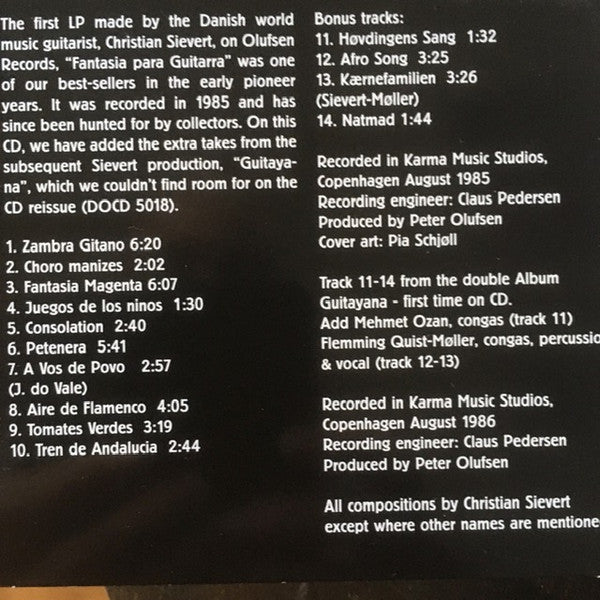 The first LP made by the Danish world
music guitarist, Christian Sievert, on Olufsen
Records, "Fantasia para Guitarra" was one
of our best-sellers in the early pioneer
years. It was recorded in 1985 and has
since been hunted for by collectors. On this
CD, we have added the extra takes from the
subsequent Sievert production, "Guitaya-
na", which we couldn't find room for on the
CD reissue (DOCD 5018).
1. Zambra Gitano 6:20
2. Choro manizes 2:02
3. Fantasia Magenta 6:07
4. Juegos de los ninos 1:30
5. Consolation 2:40
6. Petenera 5:41
7. A Vos de Povo 2:57
(J. do Vale)
8. Aire de Flamenco 4:05
9. Tomates Verdes 3:19
10. Tren de Andalucia 2:44
Bonus tracks:
11. Høvdingens Sang 1:32
12. Afro Song 3:25
13. Kærnefamilien 3:26
(Sievert-Møller)
14. Natmad 1:44
Recorded in Karma Music Studios,
Copenhagen August 1985
Recording engineer: Claus Pedersen
Produced by Peter Olufsen
Cover art: Pia Schjøll
Track 11-14 from the double Album
Guitayana - first time on CD.
Add Mehmet Ozan, congas (track 11)
Flemming Quist-Møller, congas, percussio
& vocal (track 12-13)
Recorded in Karma Music Studios,
Copenhagen August 1986
Recording engineer: Claus Pedersen
Produced by Peter Olufsen
All compositions by Christian Sievert
except where other names are mentione